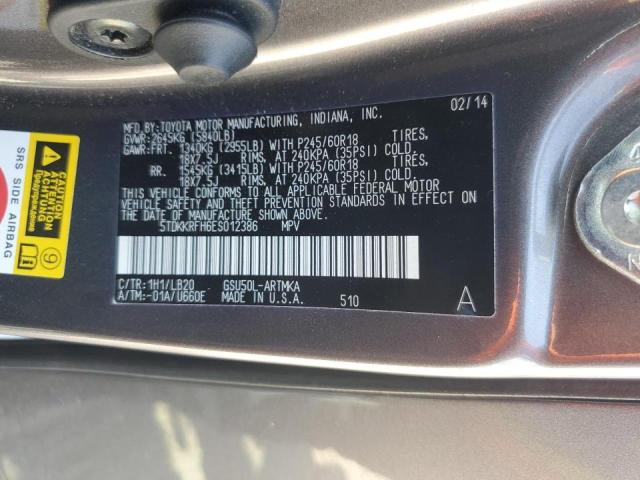 02/14
MFD. BY: TOYOTA MOTOR MANUFACTURING, INDIANA, INC.
GVWR: 2645KG (5840LB)
GAWR: FRT. 1340KG (2955LB) WITH P245/60R18 TIRES,
18X7.5J RIMS, AT 240KPA (35PSI) COLD.
RR. 1545KG (3415LB) WITH P245/60R18 TIRES,
18X7.5J RIMS, AT 240KPA (35PSI) COLD.
THIS VEHICLE CONFORMS TO ALL APPLICABLE FEDERAL MOTOR
VEHICLE SAFETY AND THEFT PREVENTION STANDARDS IN EFFECT ON
THE DATE OF MANUFACTURE SHOWN ABOVE.
5TDKKRFH6ES012386 MPV
C/TR: 1H1/LB20 GSU50L-ARTMKA
A/TM:-01A/U660E MADE IN U.S.A. 510
A
SRS SIDE AIRBAG
CAUTION
ATTENTION
ACHTUNG
Предупреждение
9